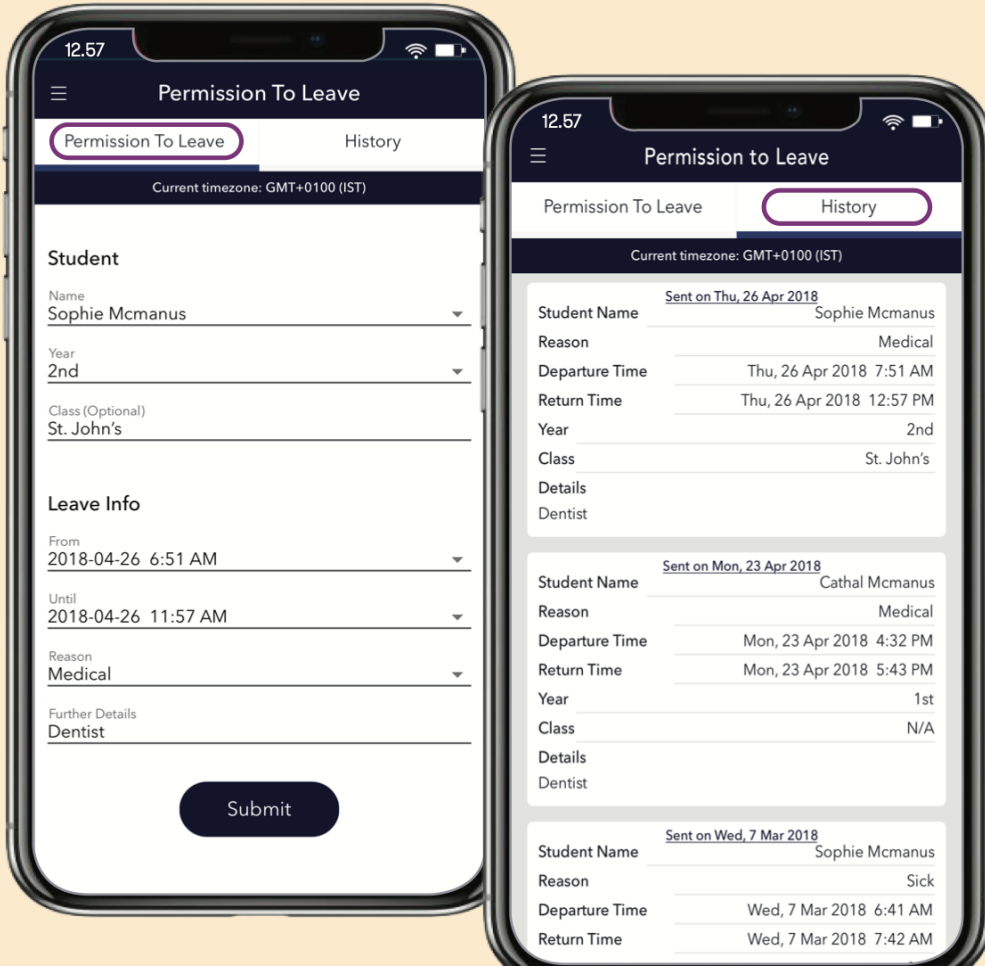 12.57
Permission To Leave
Permission To Leave History
Current timezone: GMT+0100 (IST)
Student
Name
Sophie Mcmanus
Year
2nd
Class (Optional)
St. John's
Leave Info
From
2018-04-26 6:51 AM
Until
2018-04-26 11:57 AM
Reason
Medical
Further Details
Dentist
Submit
12.57
Permission to Leave
Permission To Leave History
Current timezone: GMT+0100 (IST)
Sent on Thu, 26 Apr 2018
Student Name Sophie Mcmanus
Reason Medical
Departure Time Thu, 26 Apr 2018 7:51 AM
Return Time Thu, 26 Apr 2018 12:57 PM
Year 2nd
Class St. John's
Details
Dentist
Sent on Mon, 23 Apr 2018
Student Name Cathal Mcmanus
Reason Medical
Departure Time Mon, 23 Apr 2018 4:32 PM
Return Time Mon, 23 Apr 2018 5:43 PM
Year 1st
Class N/A
Details
Dentist
Sent on Wed, 7 Mar 2018
Student Name Sophie Mcmanus
Reason Sick
Departure Time Wed, 7 Mar 2018 6:41 AM
Return Time Wed, 7 Mar 2018 7:42 AM